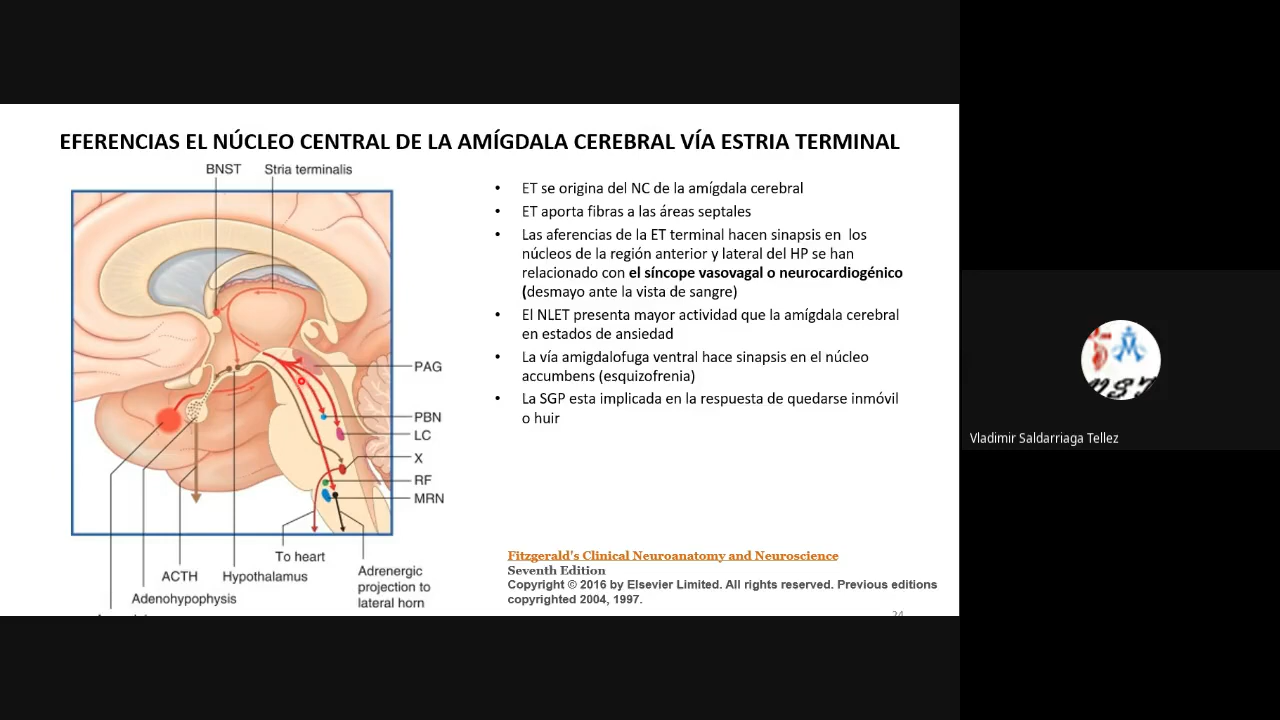 EFERENCIAS EL NÚCLEO CENTRAL DE LA AMÍGDALA CEREBRAL VÍA ESTRIA TERMINAL
BNST
Stria terminalis
PAG
PBN
LC
X
RF
MRN
To heart
ACTH
Hypothalamus
Adrenergic
projection to
lateral horn
Adenohypophysis
• ET se origina del NC de la amígdala cerebral
• ET aporta fibras a las áreas septales
• Las aferencias de la ET terminal hacen sinapsis en los
núcleos de la región anterior y lateral del HP se han
relacionado con el síncope vasovagal o neurocardiogénico
(desmayo ante la vista de sangre)
• El NLET presenta mayor actividad que la amígdala cerebral
en estados de ansiedad
• La vía amigdalofuga ventral hace sinapsis en el núcleo
accumbens (esquizofrenia)
• La SGP esta implicada en la respuesta de quedarse inmóvil
o huir
Fitzgerald's Clinical Neuroanatomy and Neuroscience
Seventh Edition
Copyright © 2016 by Elsevier Limited. All rights reserved. Previous editions
copyrighted 2004, 1997.
24
Vladimir Saldarriaga Tellez